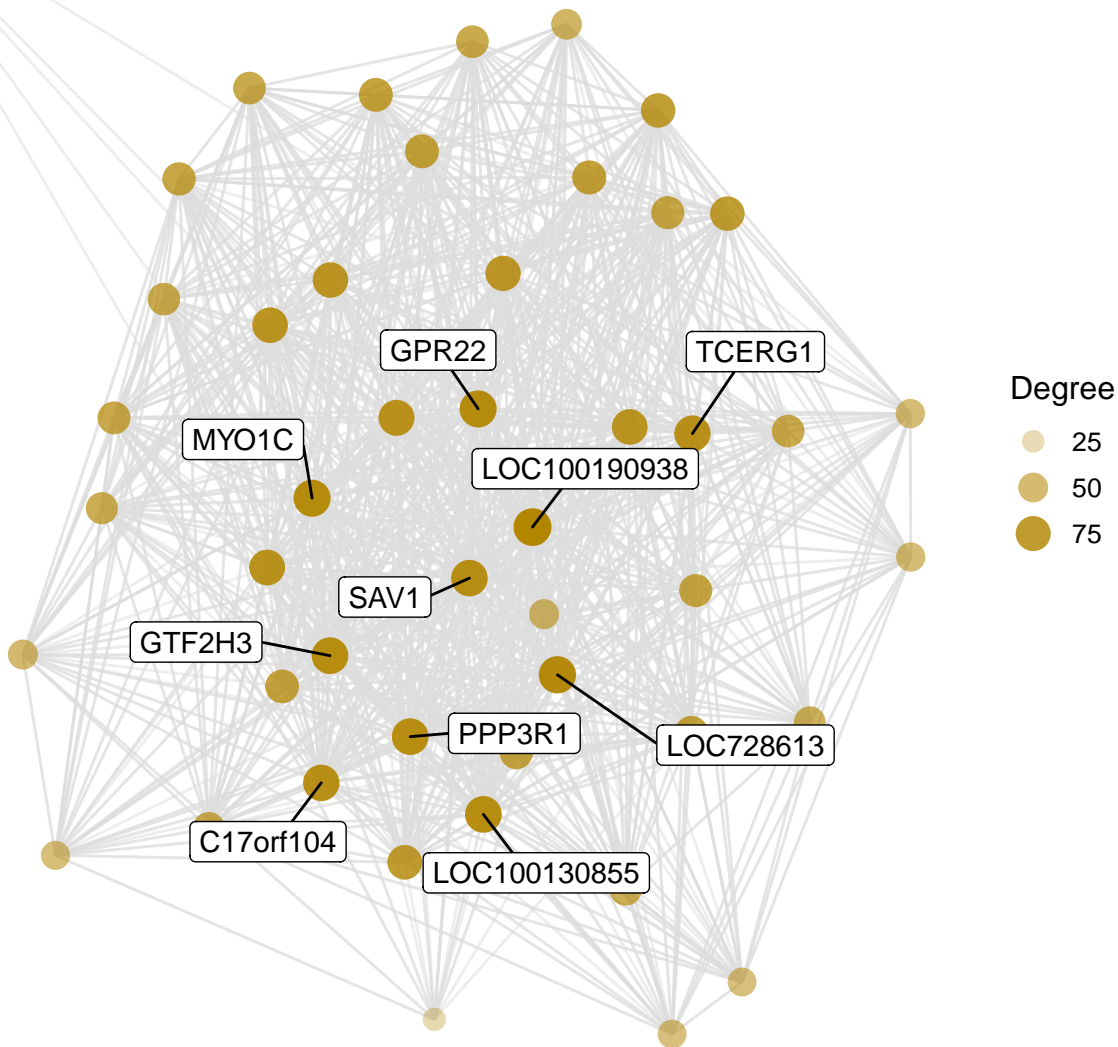 GPR22
TCERG1
MYO1C
LOC100190938
SAV1
GTF2H3
PPP3R1
LOC728613
C17orf104
LOC100130855
Degree
25
50
75